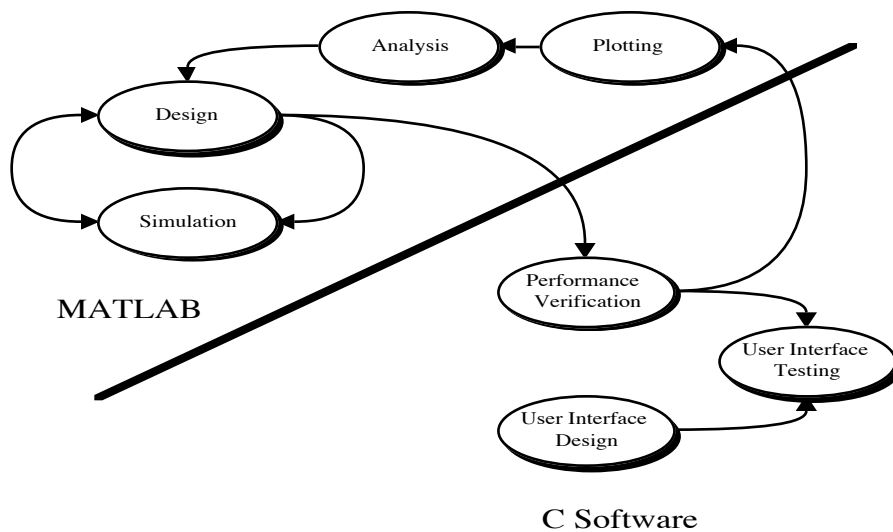 Analysis
Plotting
Design
Simulation
MATLAB
Performance
Verification
User Interface
Testing
User Interface
Design
C Software